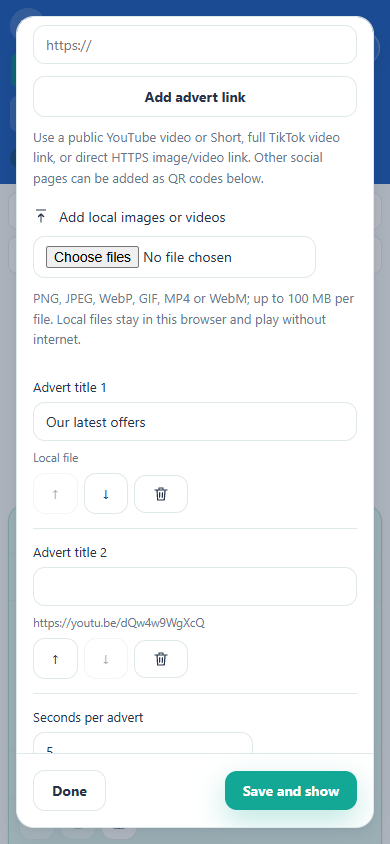 https://
Add advert link
Use a public YouTube video or Short, full TikTok video
link, or direct HTTPS image/video link. Other social
pages can be added as QR codes below.
Add local images or videos
Choose files No file chosen
PNG, JPEG, WebP, GIF, MP4 or WebM; up to 100 MB per
file. Local files stay in this browser and play without
internet.
Advert title 1
Our latest offers
Local file
↑ ↓
Advert title 2
https://youtu.be/dQw4w9WgXcQ
↑ ↓
Seconds per advert
5
Done Save and show